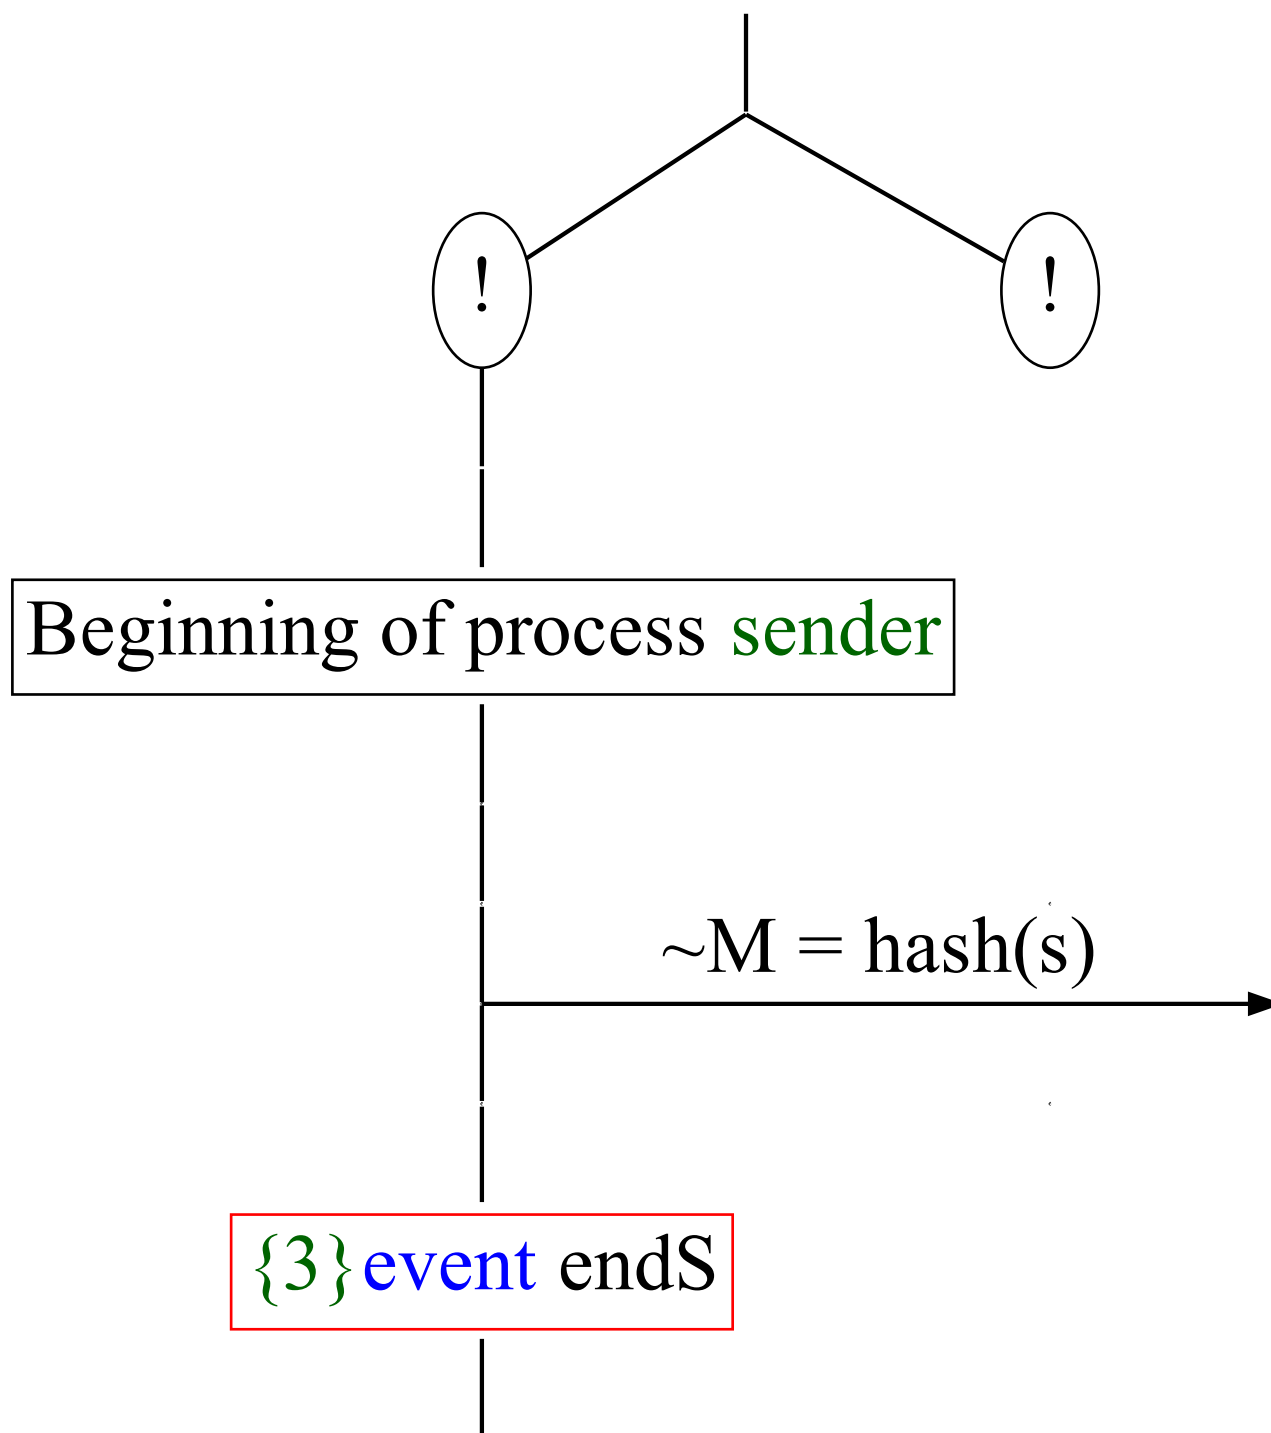 ! !
Beginning of process sender
~M = hash(s)
{3}event endS